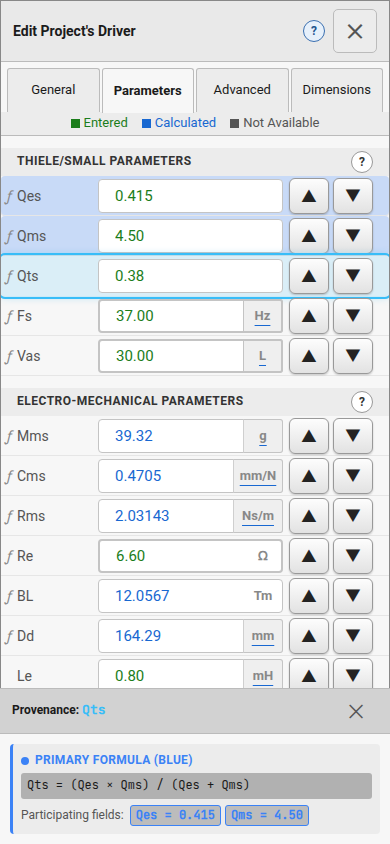 Edit Project's Driver ? ×
General Parameters Advanced Dimensions
Entered Calculated Not Available
THIELE/SMALL PARAMETERS ?
ƒ Qes 0.415 ▲ ▼
ƒ Qms 4.50 ▲ ▼
ƒ Qts 0.38 ▲ ▼
ƒ Fs 37.00 Hz ▲ ▼
ƒ Vas 30.00 L ▲ ▼
ELECTRO-MECHANICAL PARAMETERS ?
ƒ Mms 39.32 g ▲ ▼
ƒ Cms 0.4705 mm/N ▲ ▼
ƒ Rms 2.03143 Ns/m ▲ ▼
ƒ Re 6.60 Ω ▲ ▼
ƒ BL 12.0567 Tm ▲ ▼
ƒ Dd 164.29 mm ▲ ▼
Le 0.80 mH ▲ ▼
Provenance: Qts ×
PRIMARY FORMULA (BLUE)
Qts = (Qes × Qms) / (Qes + Qms)
Participating fields: Qes = 0.415 Qms = 4.50